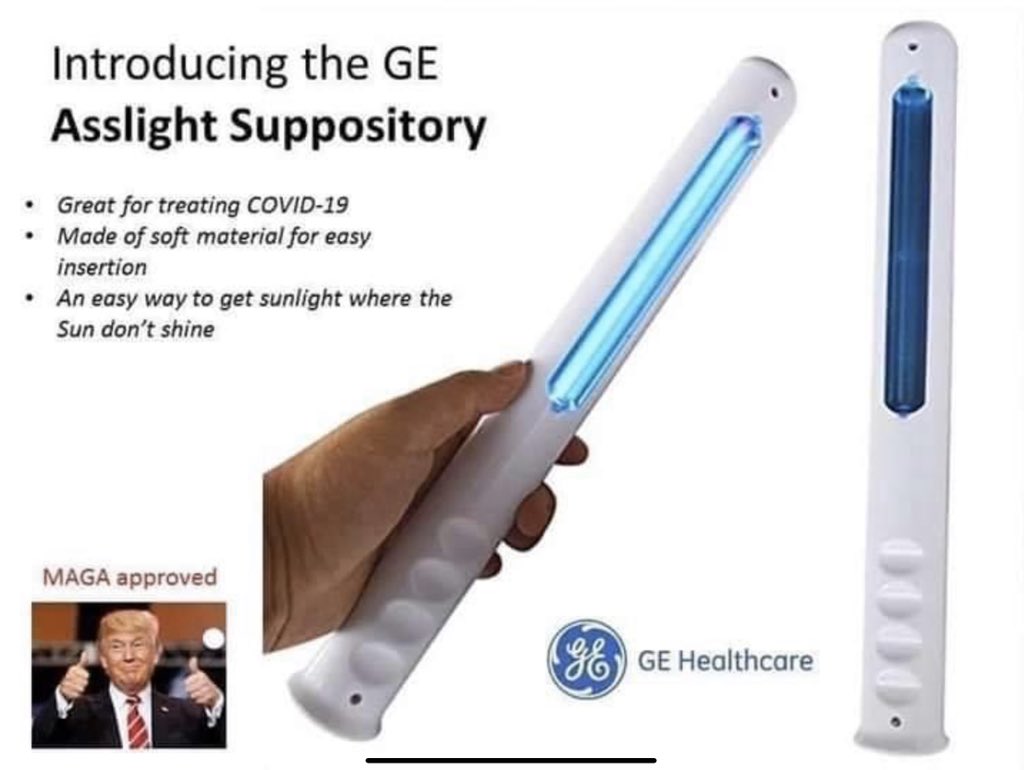 Introducing the GE
Asslight Suppository
• Great for treating COVID-19
• Made of soft material for easy
insertion
• An easy way to get sunlight where the
Sun don't shine
MAGA approved
GE
GE Healthcare